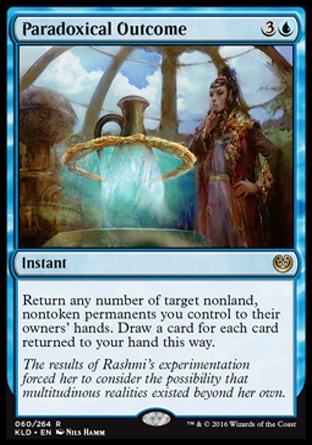 Paradoxical Outcome 3
Instant
Return any number of target nonland,
nontoken permanents you control to their
owners' hands. Draw a card for each card
returned to your hand this way.
The results of Rashmi's experimentation
forced her to consider the possibility that
multitudinous realities existed beyond her own.
060/264 R
KLD • EN Nils Hamm
™ & © 2016 Wizards of the Coast